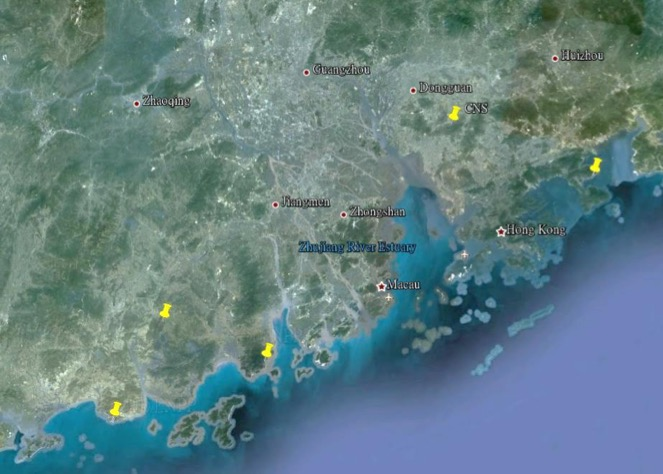 Huizhou
Guangzhou
Dongguan
Zhaoqing
CNS
Jiangmen
Zhongshan
Hong Kong
Zhujiang River Estuary
Macau